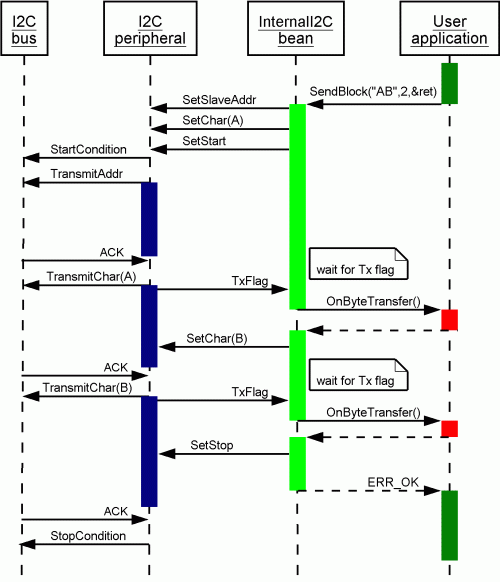 I2C
bus
I2C
peripheral
InternalI2C
bean
User
application
SendBlock("AB",2,&ret)
SetSlaveAddr
SetChar(A)
SetStart
StartCondition
TransmitAddr
ACK
wait for Tx flag
TransmitChar(A)
TxFlag
OnByteTransfer()
SetChar(B)
ACK
wait for Tx flag
TransmitChar(B)
TxFlag
OnByteTransfer()
SetStop
ERR_OK
ACK
StopCondition